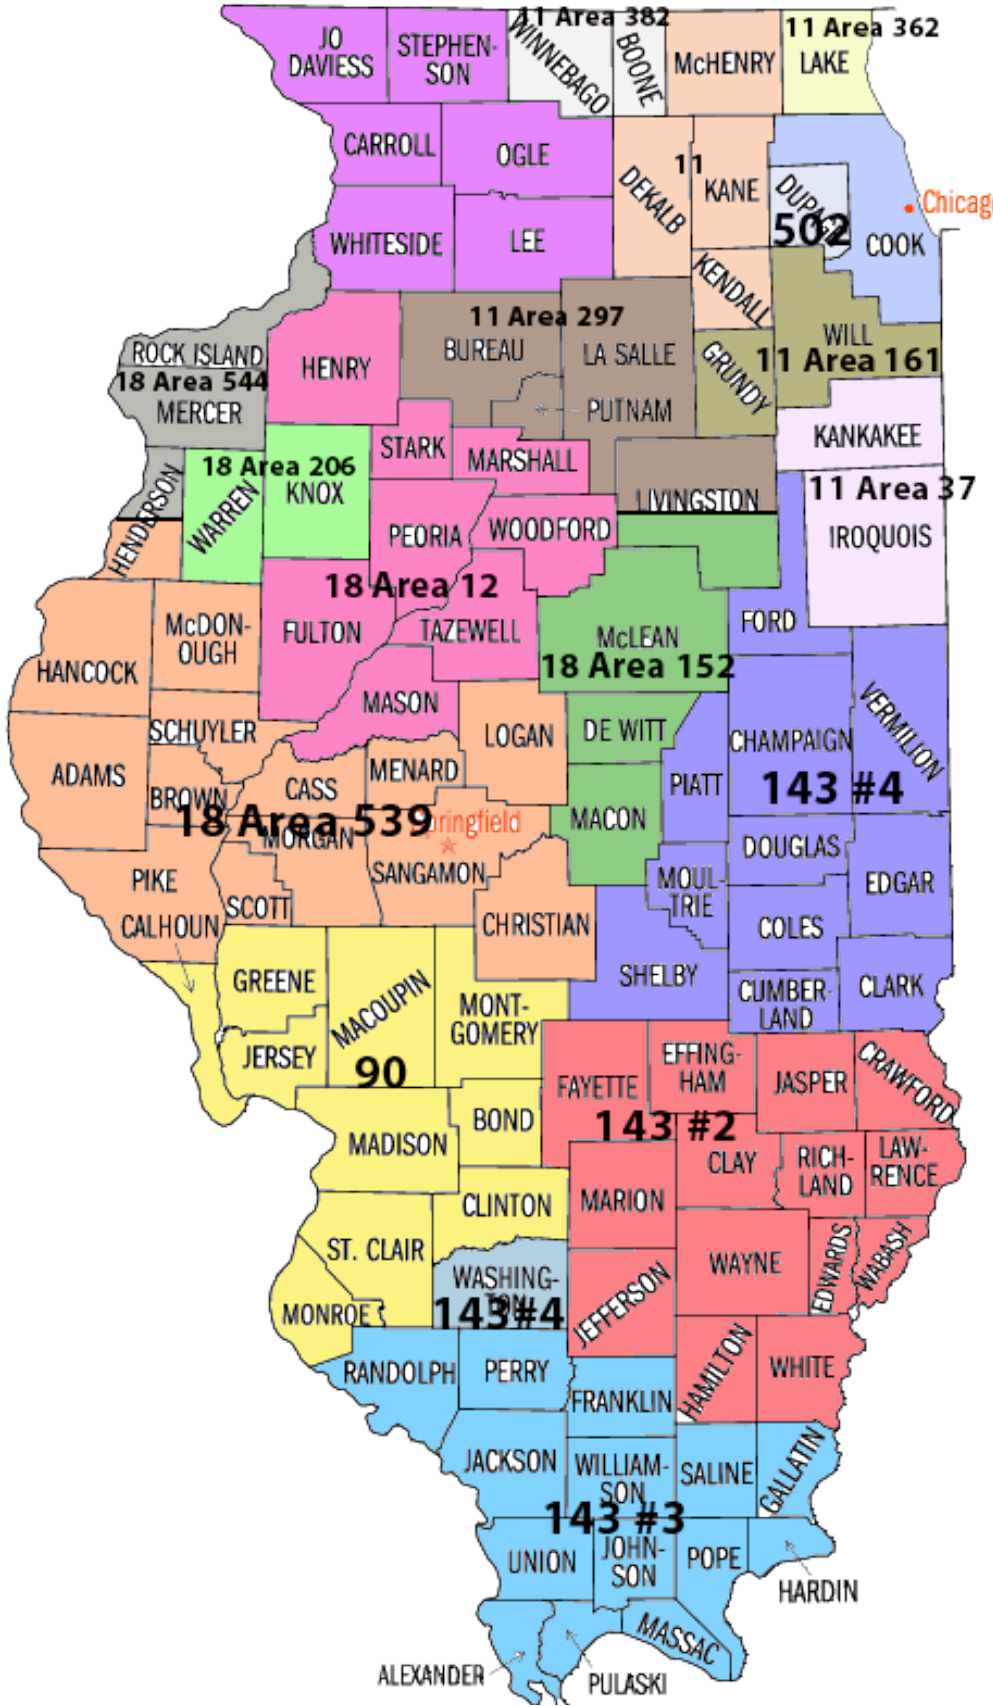 11 Area 382
11 Area 362
JO
DAVIESS
STEPHEN-
SON
WINNEBAGO
BOONE
McHENRY
LAKE
CARROLL
OGLE
DEKALB
11
KANE
DUPAGE
502
Chicag
COOK
WHITESIDE
LEE
KENDALL
ROCK ISLAND
18 Area 544
MERCER
HENRY
11 Area 297
BUREAU
LA SALLE
PUTNAM
GRUNDY
WILL
11 Area 161
KANKAKEE
11 Area 37
IROQUOIS
STARK
MARSHALL
LIVINGSTON
HENDERSON
18 Area 206
WARREN
KNOX
PEORIA
WOODFORD
18 Area 12
FULTON
TAZEWELL
McLEAN
18 Area 152
FORD
HANCOCK
McDON-
OUGH
MASON
LOGAN
DE WITT
CHAMPAIGN
VERMILION
SCHUYLER
ADAMS
BROWN
CASS
MENARD
MACON
PIATT
143 #4
18 Area 539
MORGAN
pringfield
SANGAMON
PIKE
CALHOUN
SCOTT
CHRISTIAN
MOUL-
TRIE
DOUGLAS
EDGAR
COLES
GREENE
MACOUPIN
MONT-
GOMERY
SHELBY
CUMBER-
LAND
CLARK
JERSEY
90
FAYETTE
EFFING-
HAM
JASPER
CRAWFORD
143 #2
MADISON
BOND
CLAY
RICH-
LAND
LAW-
RENCE
MARION
CLINTON
ST. CLAIR
WAYNE
EDWARDS
WABASH
WASHING-
TON
143#4
MONROE
JEFFERSON
HAMILTON
WHITE
RANDOLPH
PERRY
FRANKLIN
JACKSON
WILLIAM-
SON
SALINE
GALLATIN
143 #3
UNION
JOHN-
SON
POPE
HARDIN
MASSAC
ALEXANDER
PULASKI